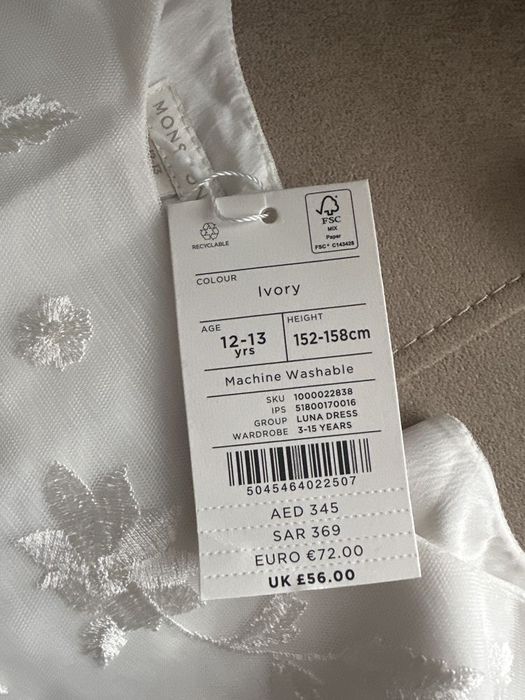 RECYCLABLE
FSC
MIX
Paper
FSC® C143428
COLOUR
Ivory
AGE
12-13
yrs
HEIGHT
152-158cm
Machine Washable
SKU 1000022838
IPS 51800170016
GROUP LUNA DRESS
WARDROBE 3-15 YEARS
5045464022507
AED 345
SAR 369
EURO €72.00
UK £56.00